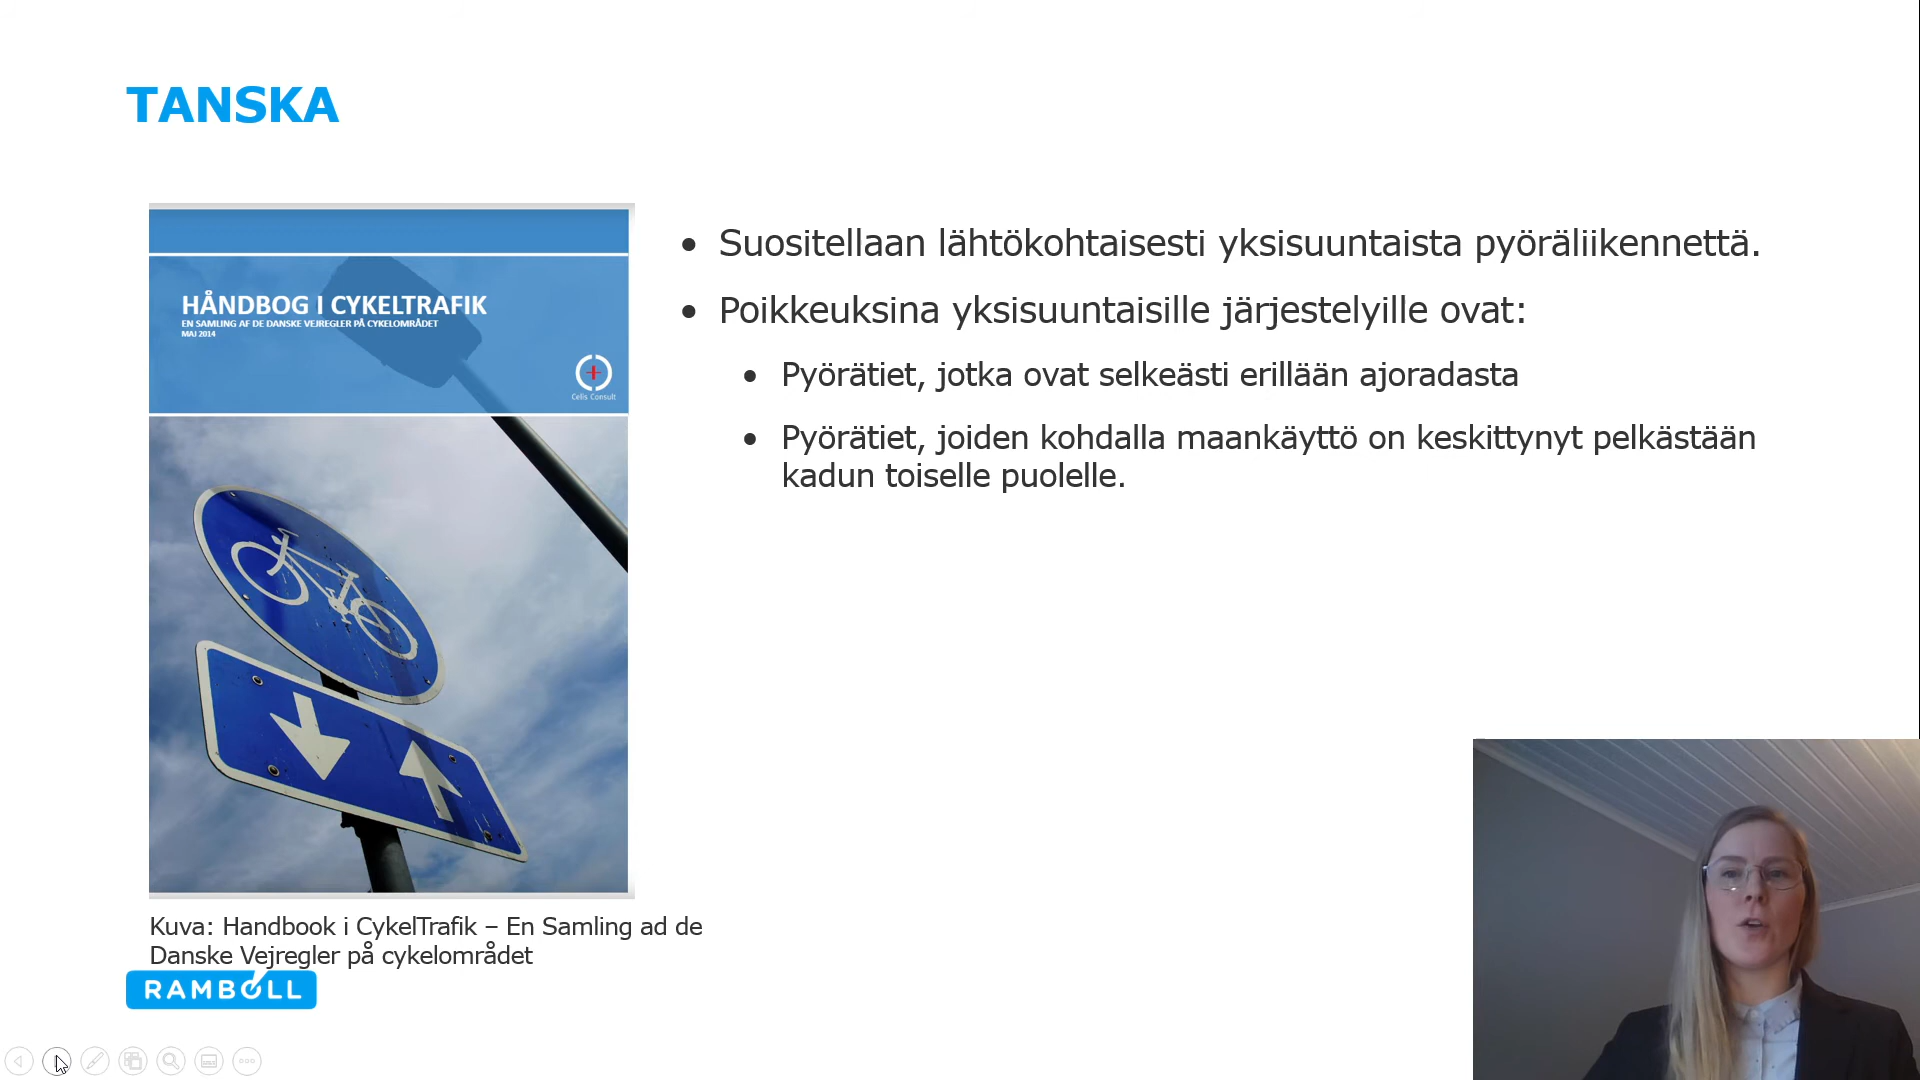 TANSKA
HÅNDBOG I CYKELTRAFIK
EN SAMLING AF DE DANSKE VEJREGLER PÅ CYKELOMRÅDET
MAJ 2014
Celis Consult
• Suositellaan lähtökohtaisesti yksisuuntaista pyöräliikennettä.
• Poikkeuksina yksisuuntaisille järjestelyille ovat:
• Pyörätiet, jotka ovat selkeästi erillään ajoradasta
• Pyörätiet, joiden kohdalla maankäyttö on keskittynyt pelkästään
kadun toiselle puolelle.
Kuva: Handbook i CykelTrafik – En Samling ad de
Danske Vejregler på cykelområdet
RAMBOLL